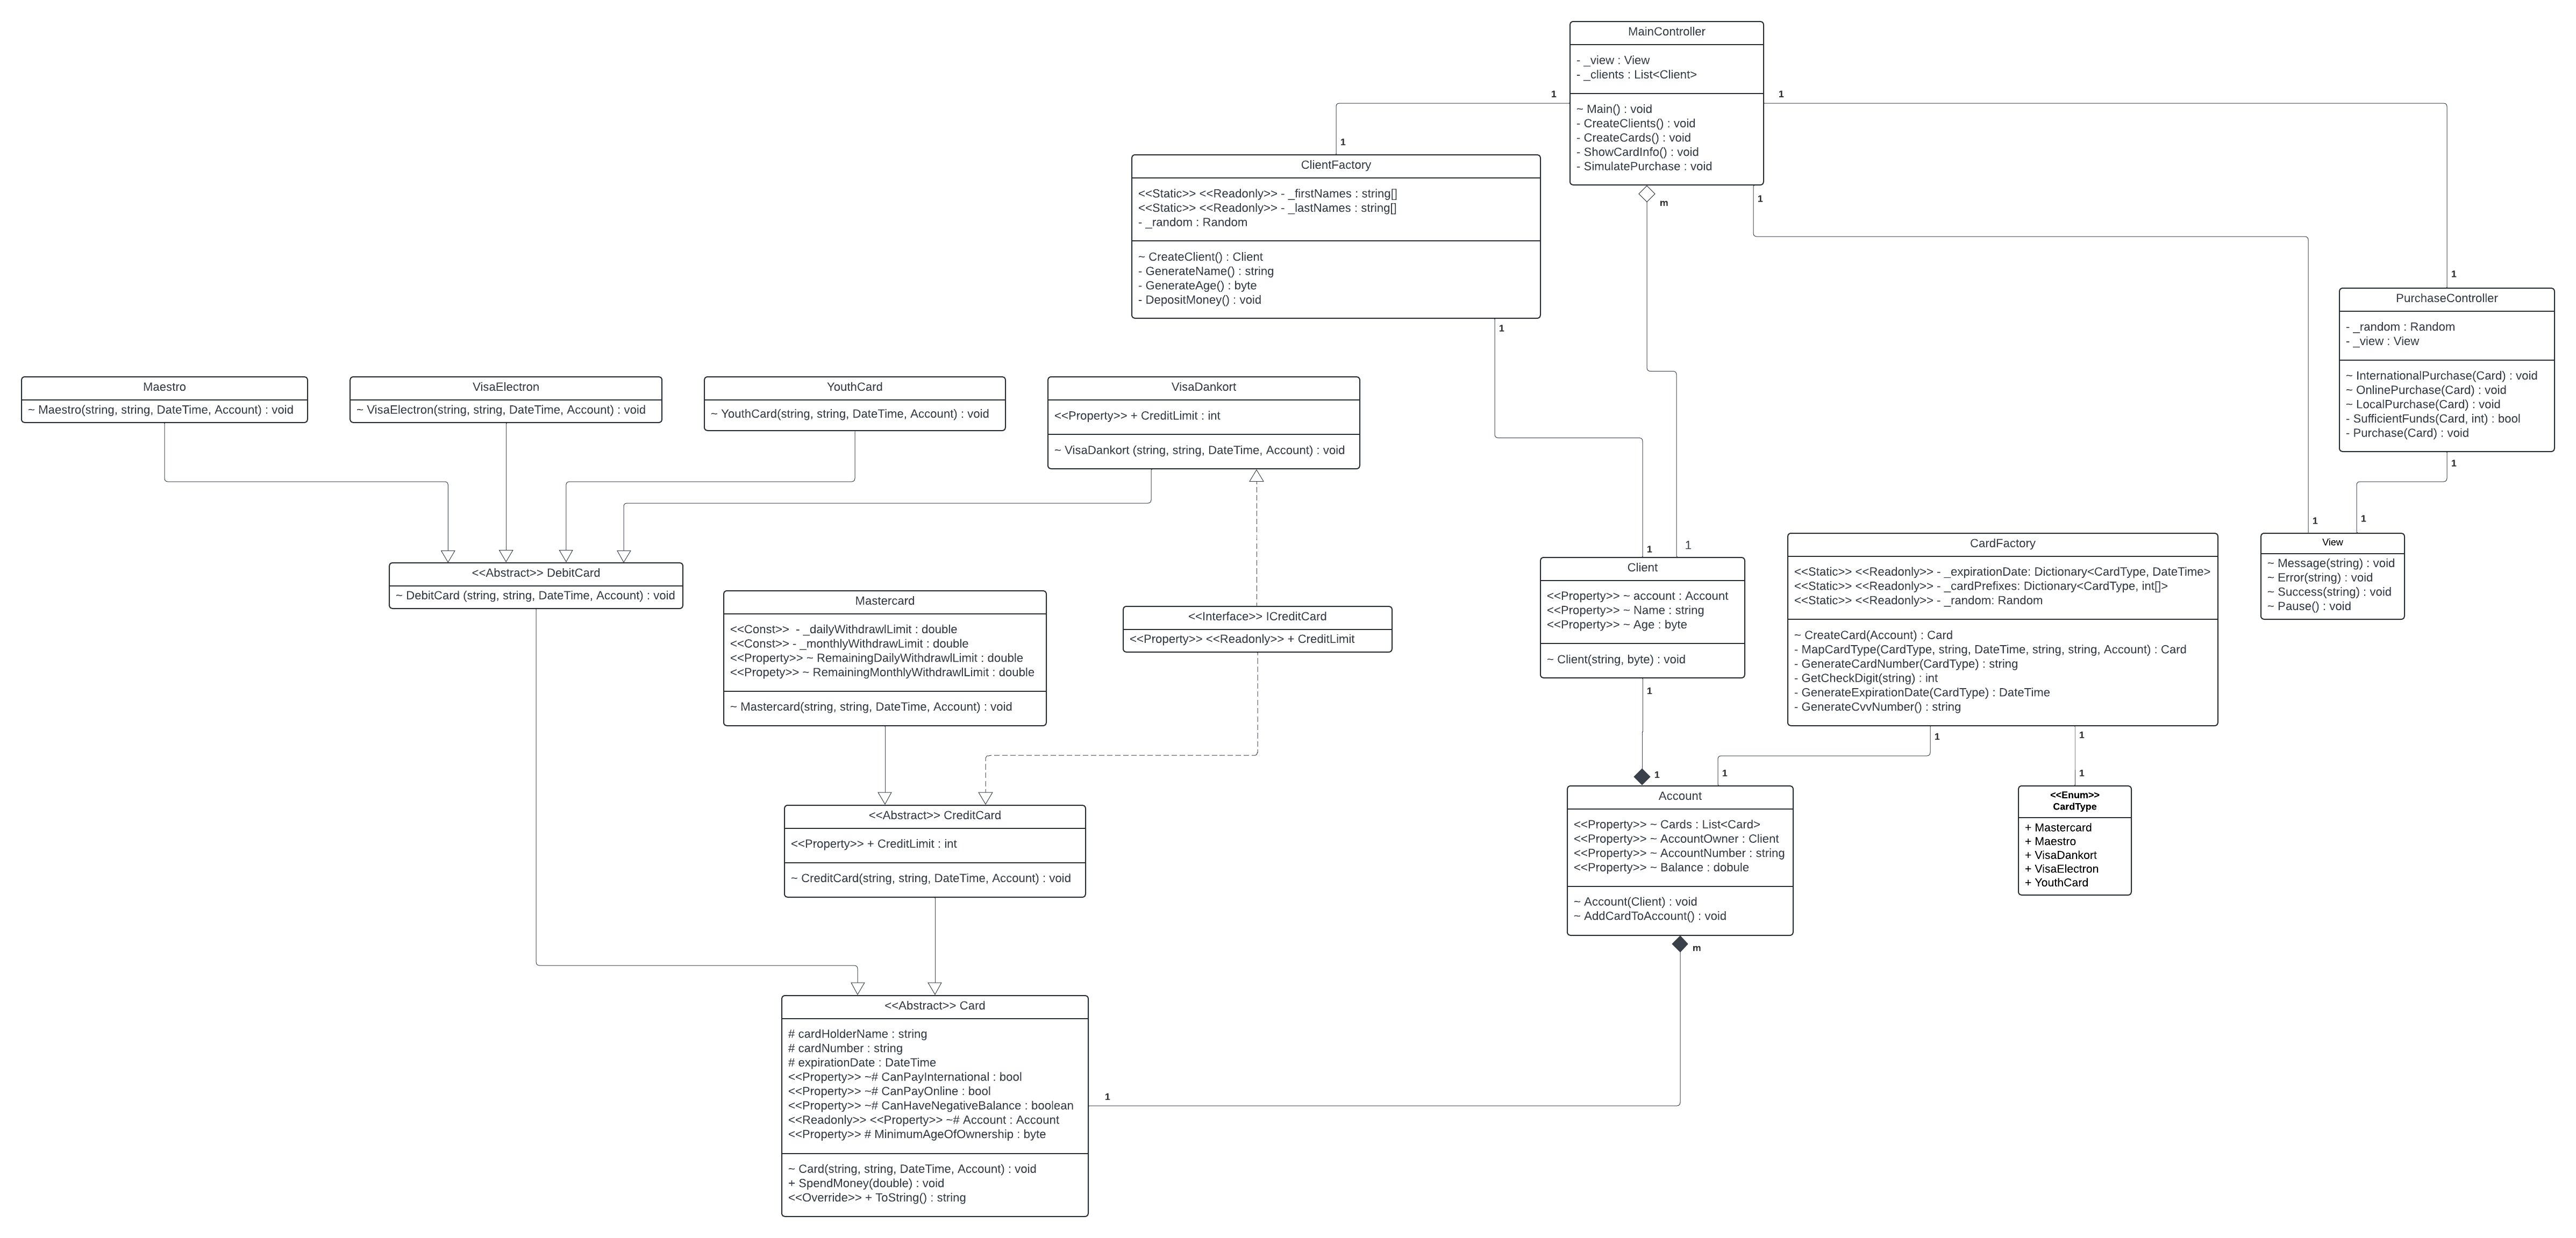 MainController
- _view : View
- _clients : List<Client>
~ Main() : void
- CreateClients() : void
- CreateCards() : void
- ShowCardInfo() : void
- SimulatePurchase : void
1
1
m
1
1
ClientFactory
<<Static>> <<Readonly>> - _firstNames : string[]
<<Static>> <<Readonly>> - _lastNames : string[]
- _random : Random
~ CreateClient() : Client
- GenerateName() : string
- GenerateAge() : byte
- DepositMoney() : void
1
1
PurchaseController
- _random : Random
- _view : View
~ InternationalPurchase(Card) : void
~ OnlinePurchase(Card) : void
~ LocalPurchase(Card) : void
- SufficientFunds(Card, int) : bool
- Purchase(Card) : void
1
Maestro
~ Maestro(string, string, DateTime, Account) : void
VisaElectron
~ VisaElectron(string, string, DateTime, Account) : void
YouthCard
~ YouthCard(string, string, DateTime, Account) : void
VisaDankort
<<Property>> + CreditLimit : int
~ VisaDankort (string, string, DateTime, Account) : void
<<Abstract>> DebitCard
~ DebitCard (string, string, DateTime, Account) : void
Mastercard
<<Const>>  - _dailyWithdrawlLimit : double
<<Const>> - _monthlyWithdrawLimit : double
<<Property>> ~ RemainingDailyWithdrawlLimit : double
<<Propety>> ~ RemainingMonthlyWithdrawlLimit : double
~ Mastercard(string, string, DateTime, Account) : void
<<Interface>> ICreditCard
<<Property>> <<Readonly>> + CreditLimit
1
1
Client
<<Property>> ~ account : Account
<<Property>> ~ Name : string
<<Property>> ~ Age : byte
~ Client(string, byte) : void
1
1
CardFactory
<<Static>> <<Readonly>> - _expirationDate: Dictionary<CardType, DateTime>
<<Static>> <<Readonly>> - _cardPrefixes: Dictionary<CardType, int[]>
<<Static>> <<Readonly>> - _random: Random
~ CreateCard(Account) : Card
- MapCardType(CardType, string, DateTime, string, string, Account) : Card
- GenerateCardNumber(CardType) : string
- GetCheckDigit(string) : int
- GenerateExpirationDate(CardType) : DateTime
- GenerateCvvNumber() : string
1
1
1
1
1
1
View
~ Message(string) : void
~ Error(string) : void
~ Success(string) : void
~ Pause() : void
<<Abstract>> CreditCard
<<Property>> + CreditLimit : int
~ CreditCard(string, string, DateTime, Account) : void
Account
<<Property>> ~ Cards : List<Card>
<<Property>> ~ AccountOwner : Client
<<Property>> ~ AccountNumber : string
<<Property>> ~ Balance : dobule
~ Account(Client) : void
~ AddCardToAccount() : void
m
<<Enum>>
CardType
+ Mastercard
+ Maestro
+ VisaDankort
+ VisaElectron
+ YouthCard
<<Abstract>> Card
# cardHolderName : string
# cardNumber : string
# expirationDate : DateTime
<<Property>> ~# CanPayInternational : bool
<<Property>> ~# CanPayOnline : bool
<<Property>> ~# CanHaveNegativeBalance : boolean
<<Readonly>> <<Property>> ~# Account : Account
<<Property>> # MinimumAgeOfOwnership : byte
~ Card(string, string, DateTime, Account) : void
+ SpendMoney(double) : void
<<Override>> + ToString() : string
1